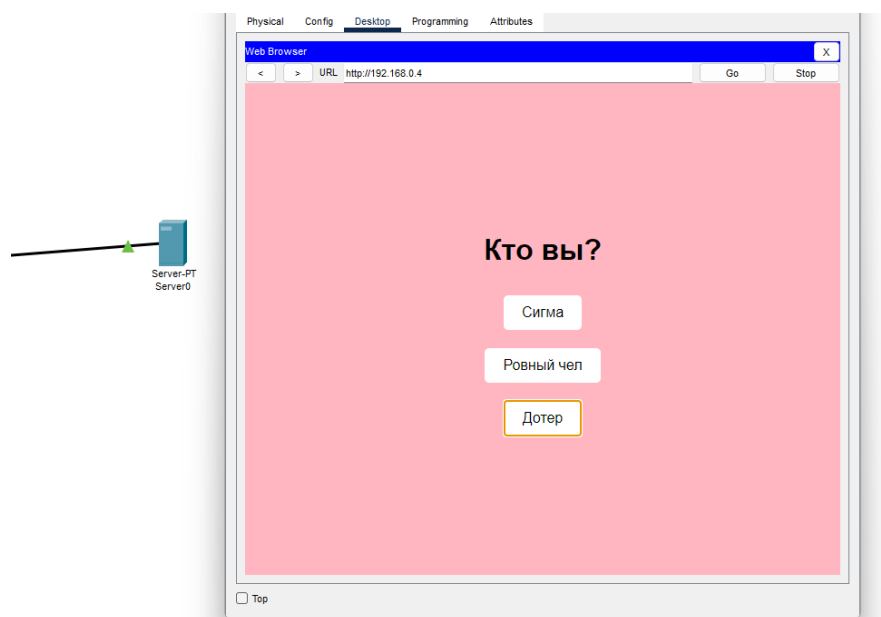 Physical Config Desktop Programming Attributes
Web Browser X
< > URL http://192.168.0.4 Go Stop
Кто вы?
Server-PT
Server0
Сигма
Ровный чел
Дотер
Top